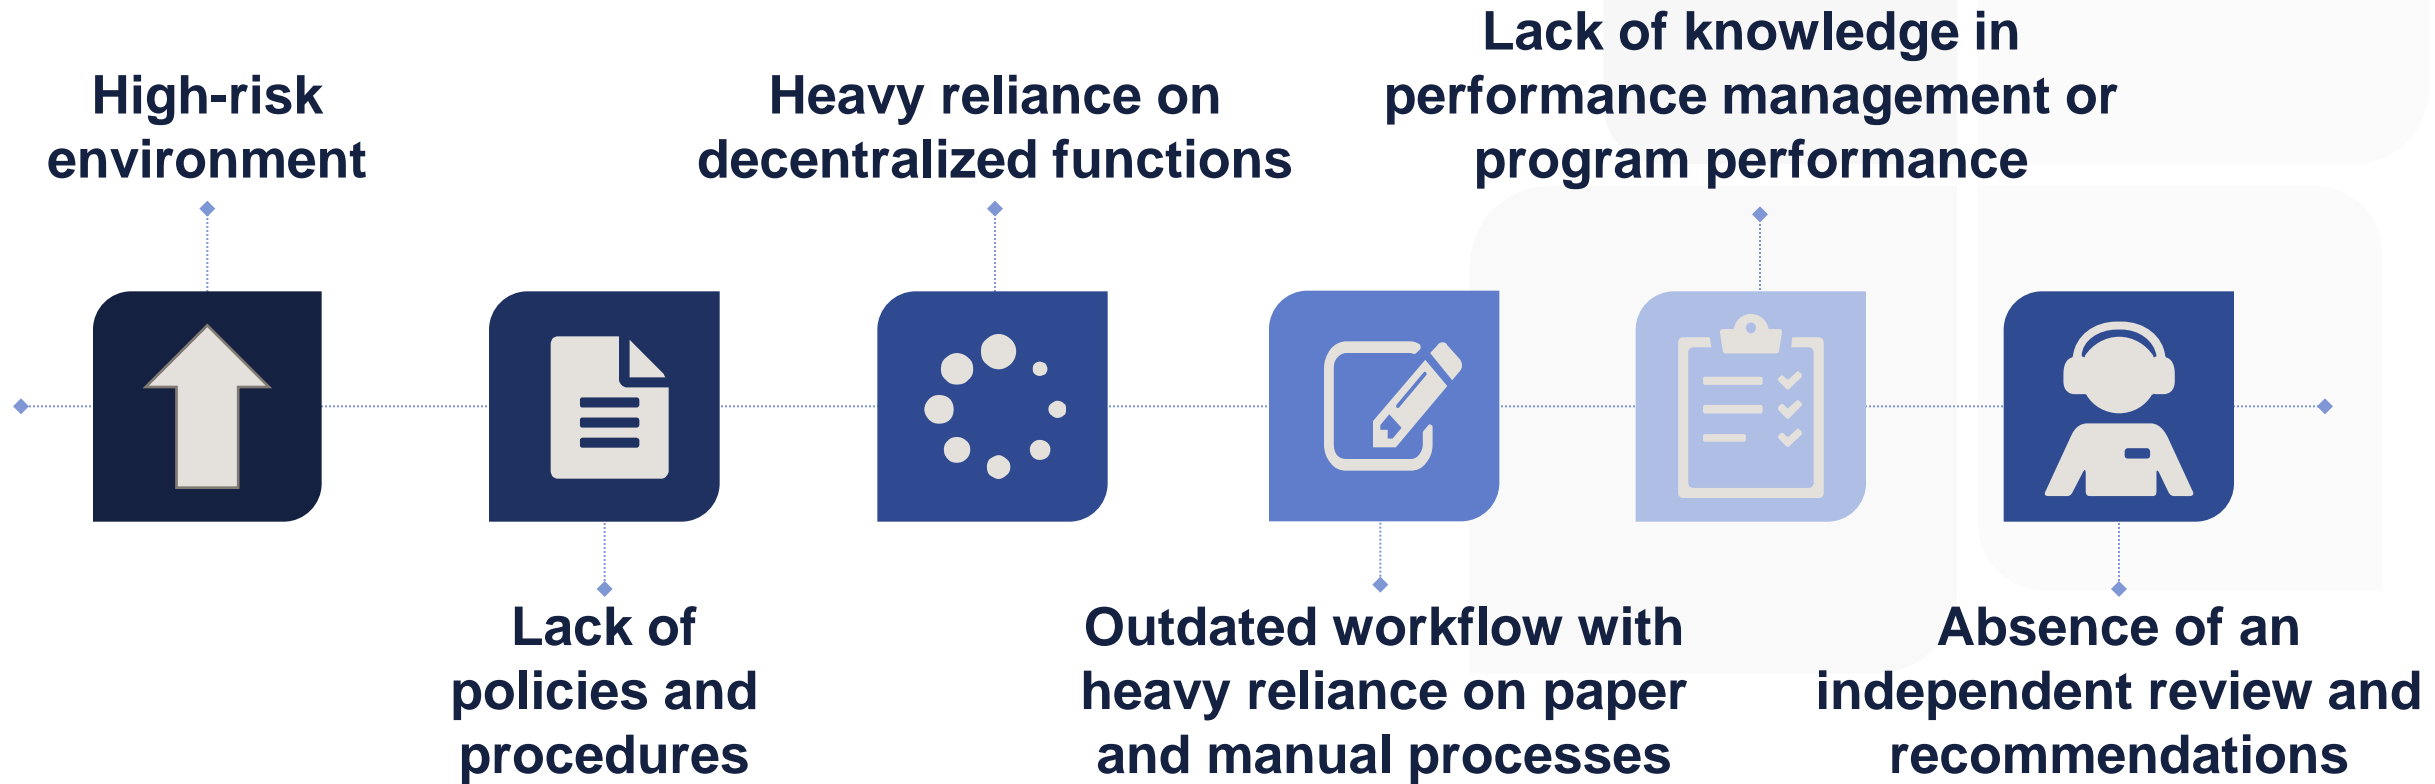 High-risk
environment
Lack of
policies and
procedures
Heavy reliance on
decentralized functions
Outdated workflow with
heavy reliance on paper
and manual processes
Lack of knowledge in
performance management or
program performance
Absence of an
independent review and
recommendations